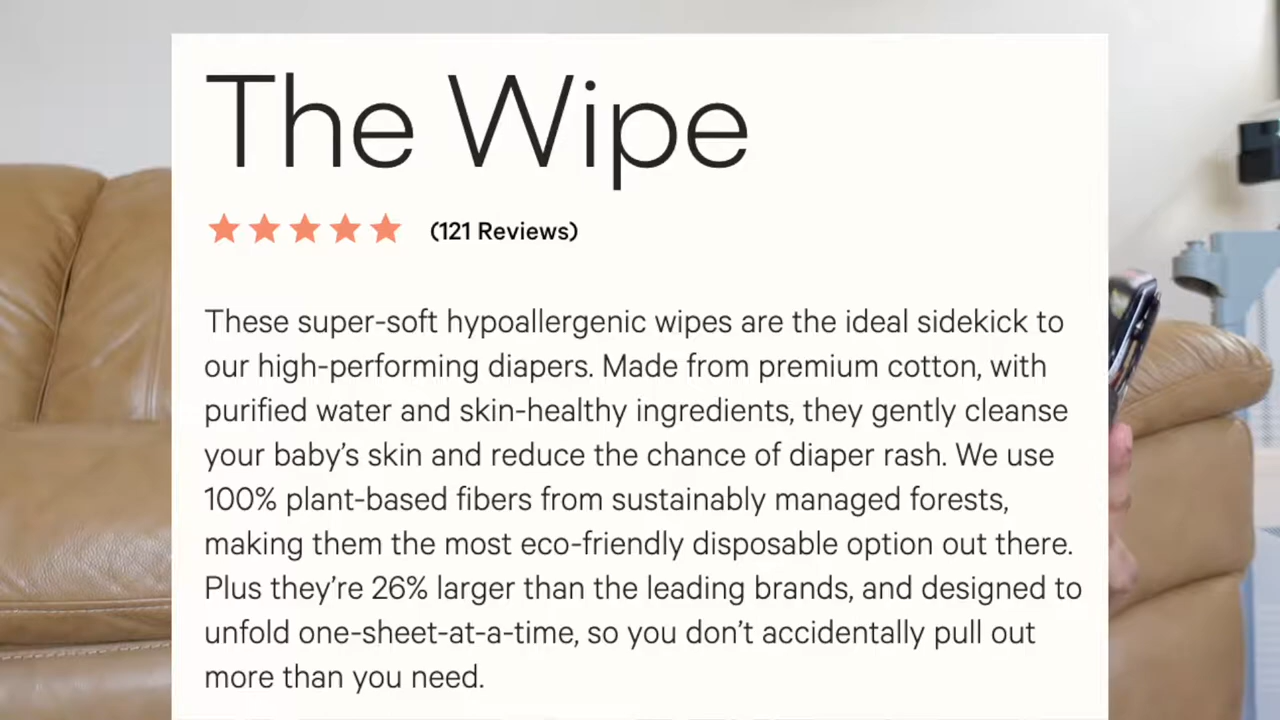 The Wipe
(121 Reviews)
These super-soft hypoallergenic wipes are the ideal sidekick to
our high-performing diapers. Made from premium cotton, with
purified water and skin-healthy ingredients, they gently cleanse
your baby’s skin and reduce the chance of diaper rash. We use
100% plant-based fibers from sustainably managed forests,
making them the most eco-friendly disposable option out there.
Plus they’re 26% larger than the leading brands, and designed to
unfold one-sheet-at-a-time, so you don’t accidentally pull out
more than you need.